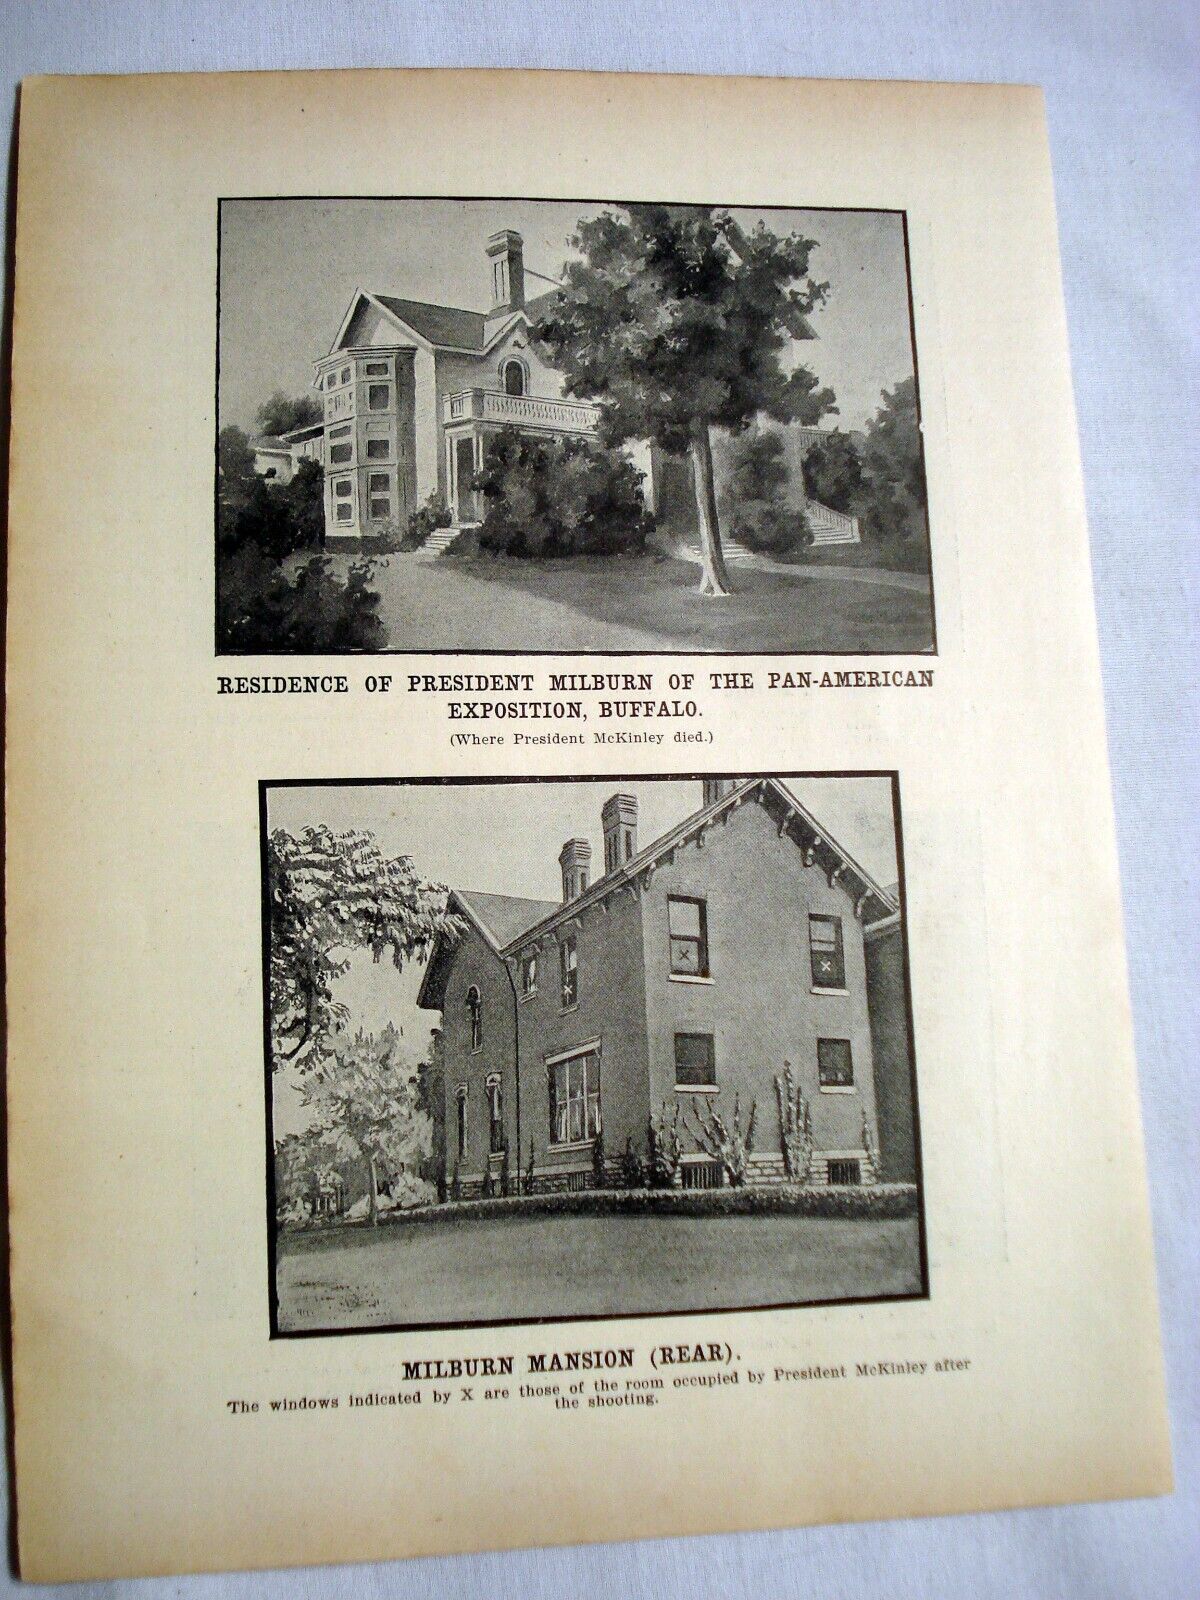 RESIDENCE OF PRESIDENT MILBURN OF THE PAN-AMERICAN
EXPOSITION, BUFFALO.
(Where President McKinley died.)
X
X
X
MILBURN MANSION (REAR).
The windows indicated by X are those of the room occupied by President McKinley after
the shooting.